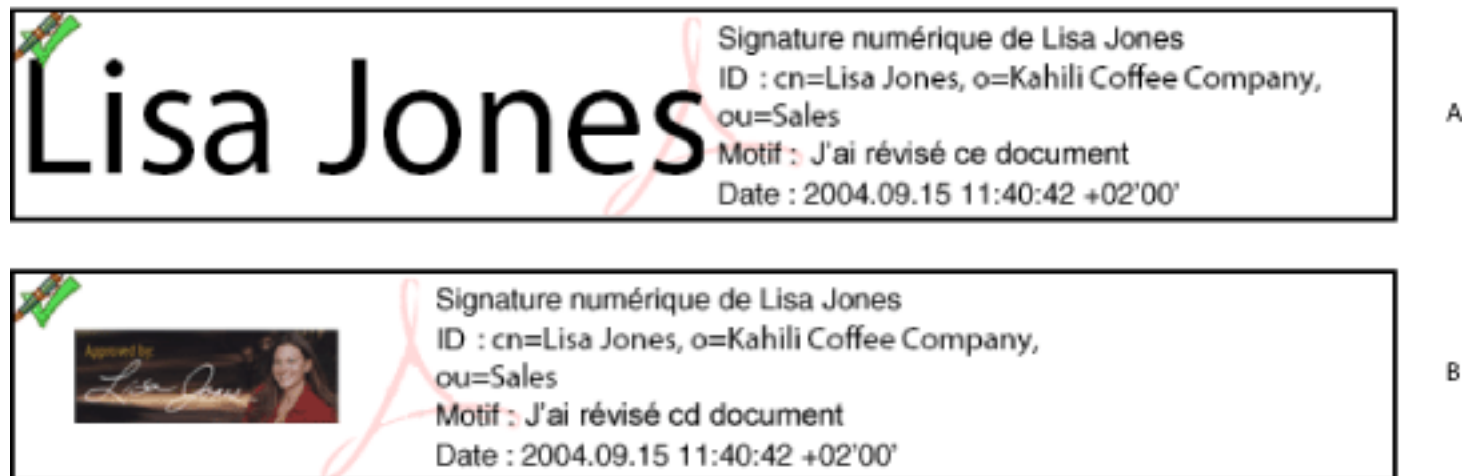 Lisa Jones
Signature numérique de Lisa Jones
ID : cn=Lisa Jones, o=Kahili Coffee Company,
ou=Sales
Motif : J'ai révisé ce document
Date : 2004.09.15 11:40:42 +02'00'
A
Approved by:
Lisa Jones
Signature numérique de Lisa Jones
ID : cn=Lisa Jones, o=Kahili Coffee Company,
ou=Sales
Motif : J'ai révisé cd document
Date : 2004.09.15 11:40:42 +02'00'
B